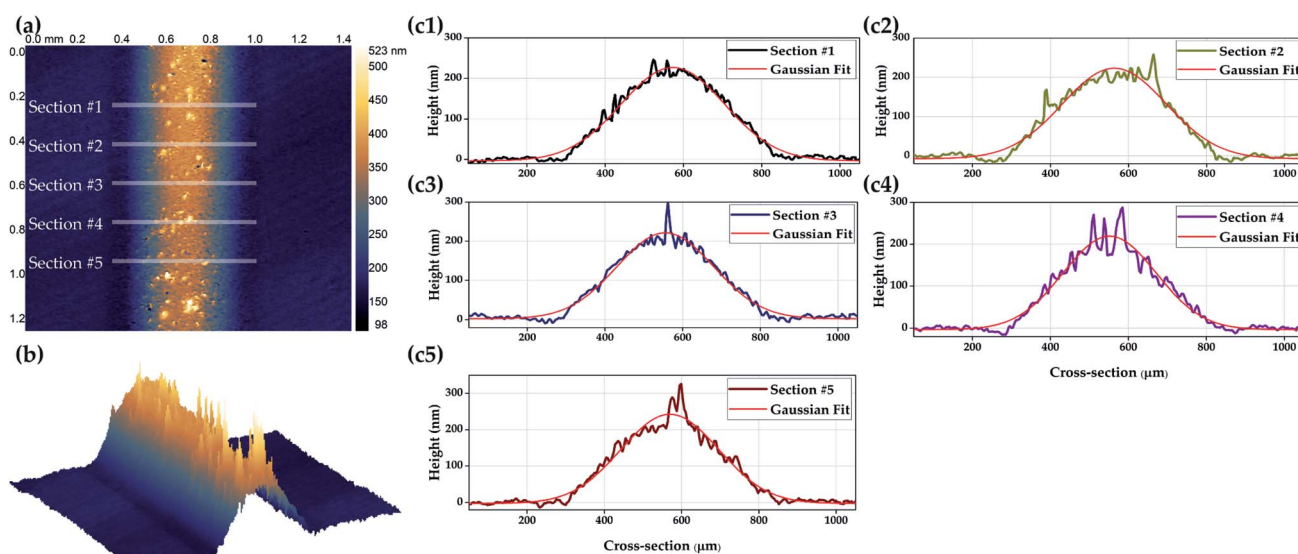 (a)
0.0 mm 0.2 0.4 0.6 0.8 1.0 1.2 1.4
0.0
0.2
0.4
0.6
0.8
1.0
1.2
Section #1
Section #2
Section #3
Section #4
Section #5
523 nm
500
450
400
350
300
250
200
150
98
(b)
(c1)
Section #1
Gaussian Fit
Height (nm)
300
200
100
0
200 400 600 800 1000
(c2)
Section #2
Gaussian Fit
Height (nm)
300
200
100
0
200 400 600 800 1000
(c3)
Section #3
Gaussian Fit
Height (nm)
300
200
100
0
200 400 600 800 1000
(c4)
Section #4
Gaussian Fit
Height (nm)
300
200
100
0
200 400 600 800 1000
Cross-section (μm)
(c5)
Section #5
Gaussian Fit
Height (nm)
300
200
100
0
200 400 600 800 1000
Cross-section (μm)